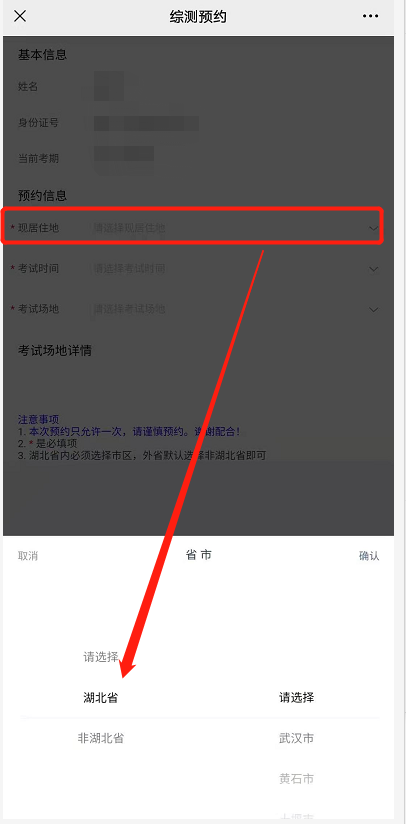 综测预约
基本信息
姓名
身份证号
当前考期
预约信息
* 现居住地 请选择现居住地
* 考试时间 请选择考试时间
* 考试场地 请选择考试场地
考试场地详情
注意事项
1. 本次预约只允许一次，请谨慎预约。谢谢配合！
2. * 是必填项
3. 湖北省内必须选择市区，外省默认选择非湖北省即可
取消 省 市 确认
请选择
湖北省 请选择
非湖北省 武汉市
黄石市